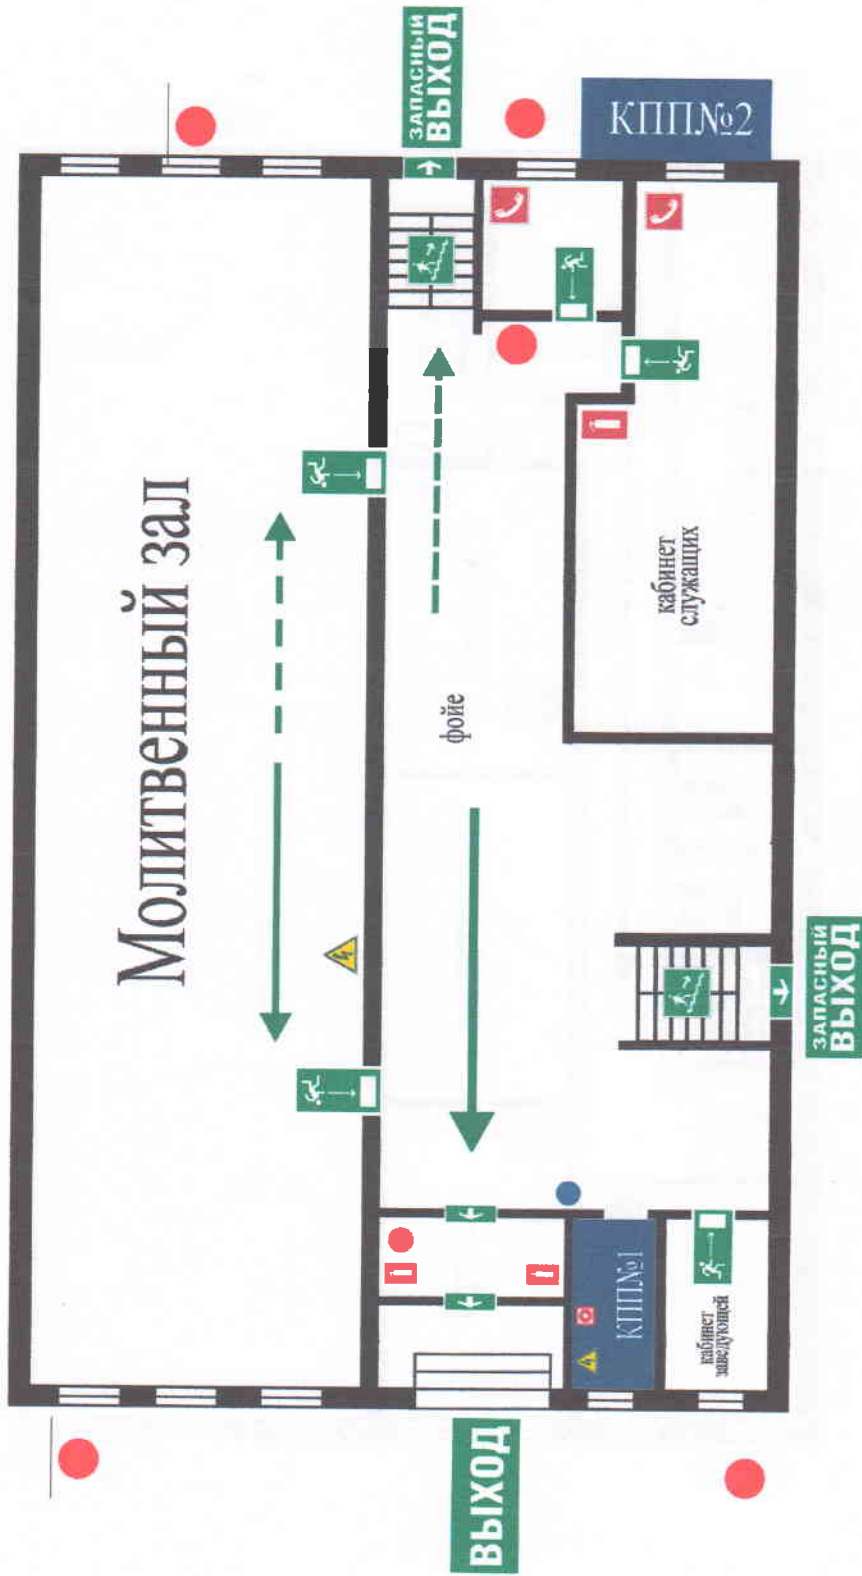 Молитвенный зал
ЗАПАСНЫЙ
ВЫХОД
КПП№2
фойе
кабинет
служащих
ЗАПАСНЫЙ
ВЫХОД
КПП№1
кабинет
заведующей
ВЫХОД